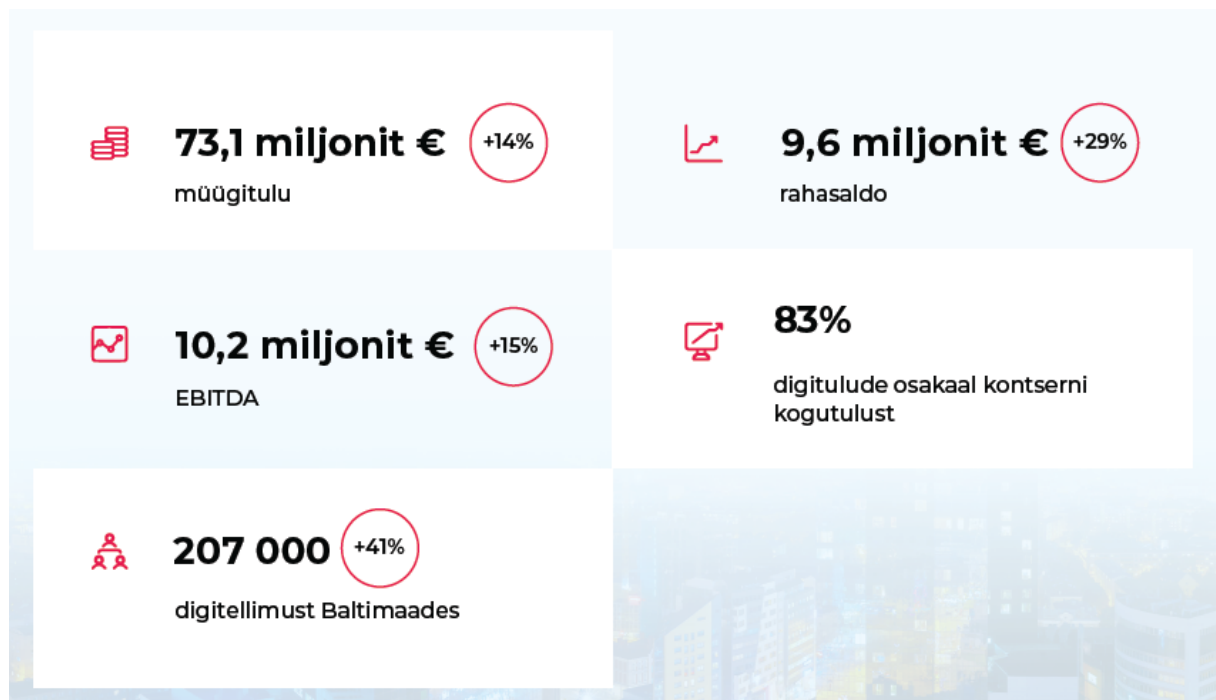 73,1 miljonit €
+14%
müügitulu
9,6 miljonit €
+29%
rahasaldo
10,2 miljonit €
+15%
EBITDA
83%
digitulude osakaal kontserni
kogutulust
207 000
+41%
digitellimust Baltimaades